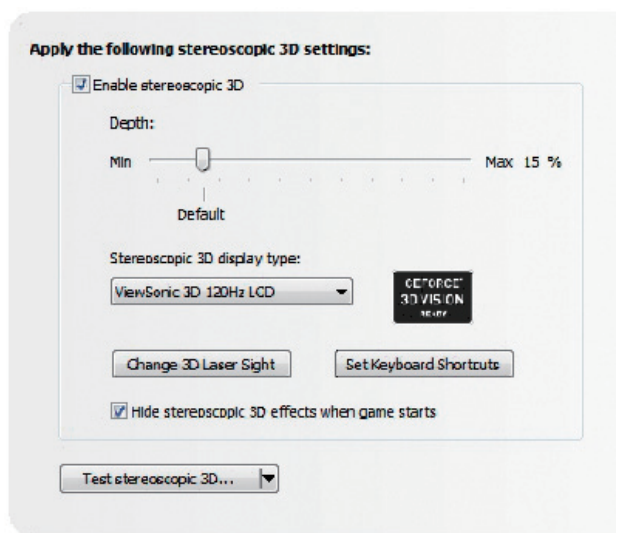 Apply the following stereoscopic 3D settings:
Enable stereoscopic 3D
Depth:
Min Max 15 %
Default
Stereoscopic 3D display type:
ViewSonic 3D 120Hz LCD
GEFORCE
3D VISION
READY
Change 3D Laser Sight Set Keyboard Shortcuts
Hide stereoscopic 3D effects when game starts
Test stereoscopic 3D...